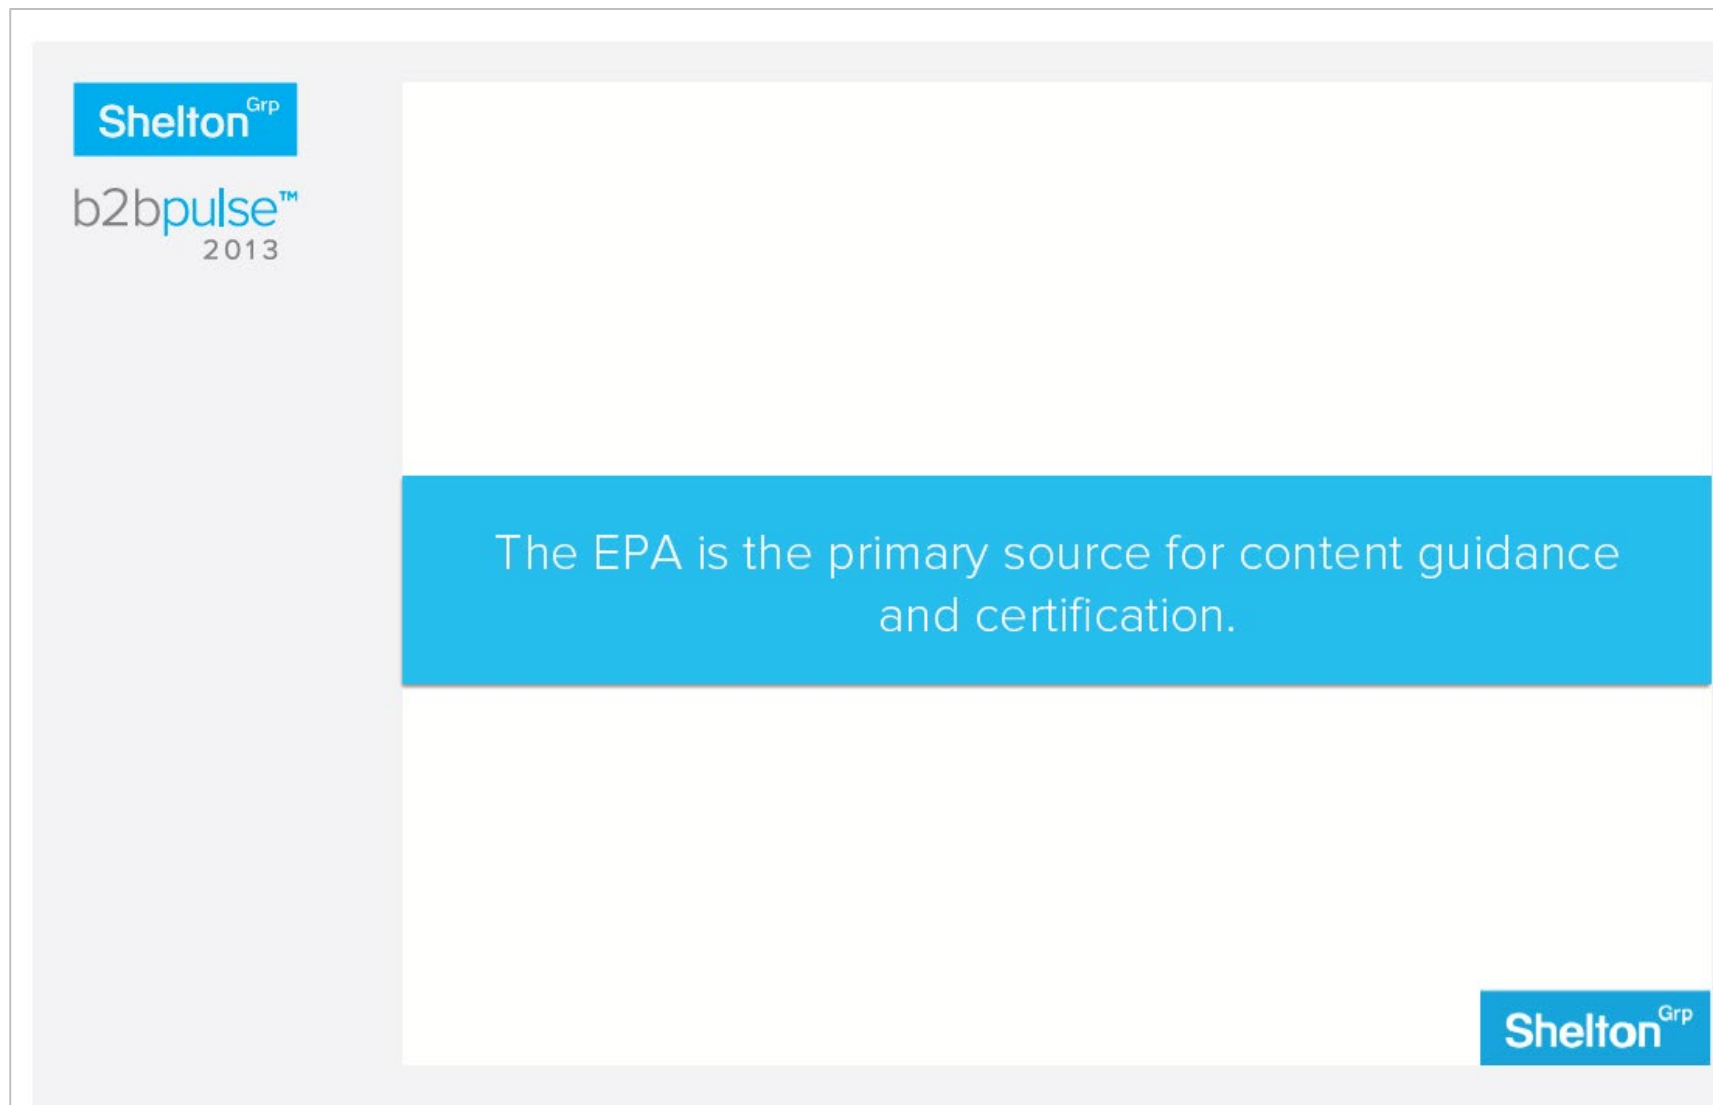 Shelton Grp
b2bpulse™
2013
The EPA is the primary source for content guidance
and certification.
Shelton Grp